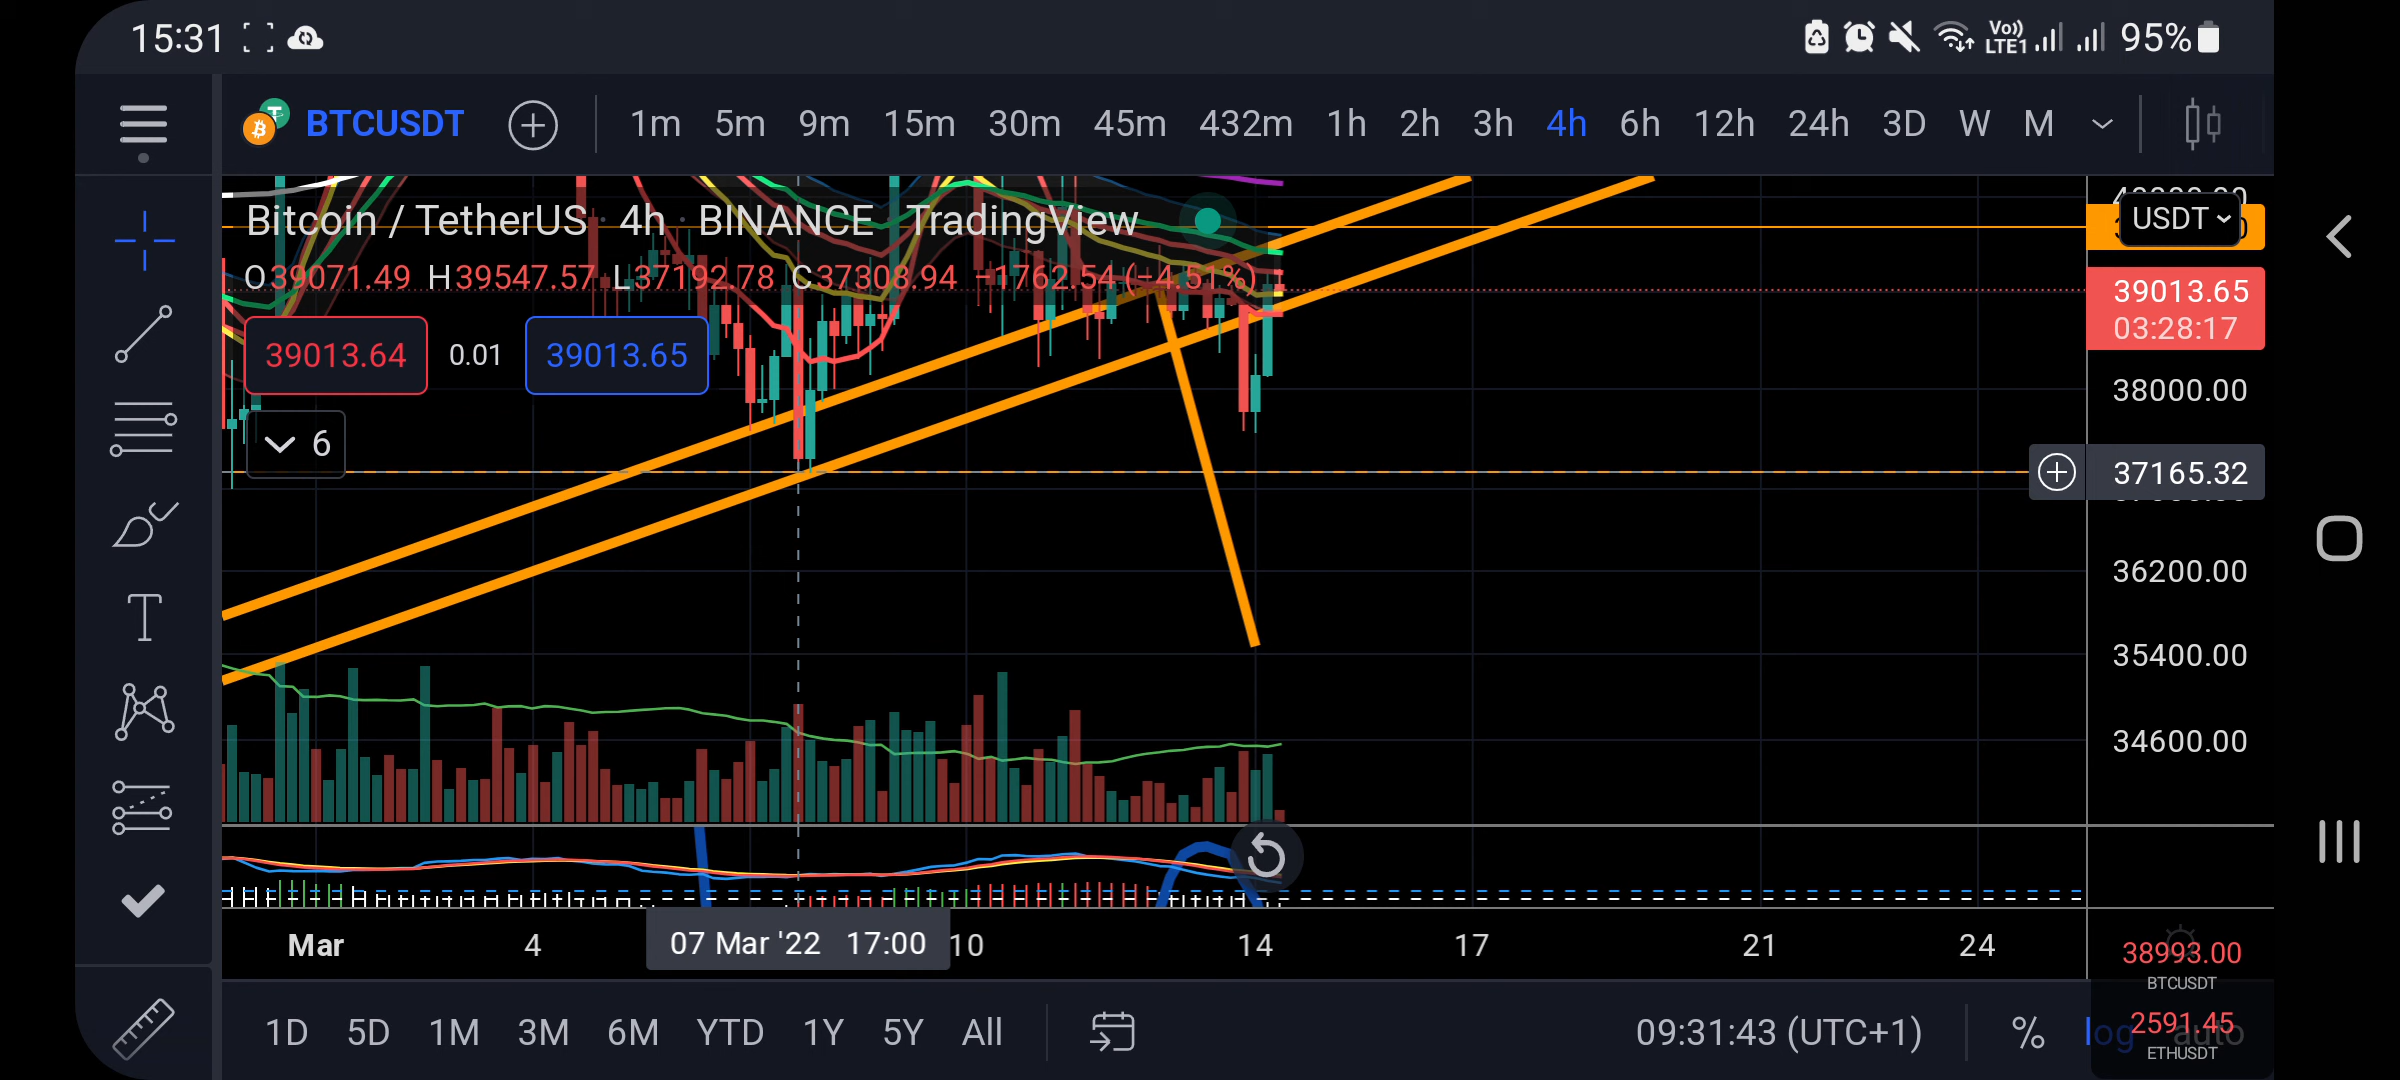 15:31 Vo)) LTE1 95%
BTCUSDT 1m 5m 9m 15m 30m 45m 432m 1h 2h 3h 4h 6h 12h 24h 3D W M
Bitcoin / TetherUS · 4h · BINANCE TradingView
USDT
O39071.49 H39547.57 L37192.78 C37308.94 −1762.54 (−4.51%)
39013.65
03:28:17
39013.64 0.01 39013.65
38000.00
6
37165.32
36200.00
35400.00
34600.00
Mar 4 07 Mar '22 17:00 10 14 17 21 24
38993.00
BTCUSDT
2591.45
ETHUSDT
1D 5D 1M 3M 6M YTD 1Y 5Y All 09:31:43 (UTC+1) % log auto